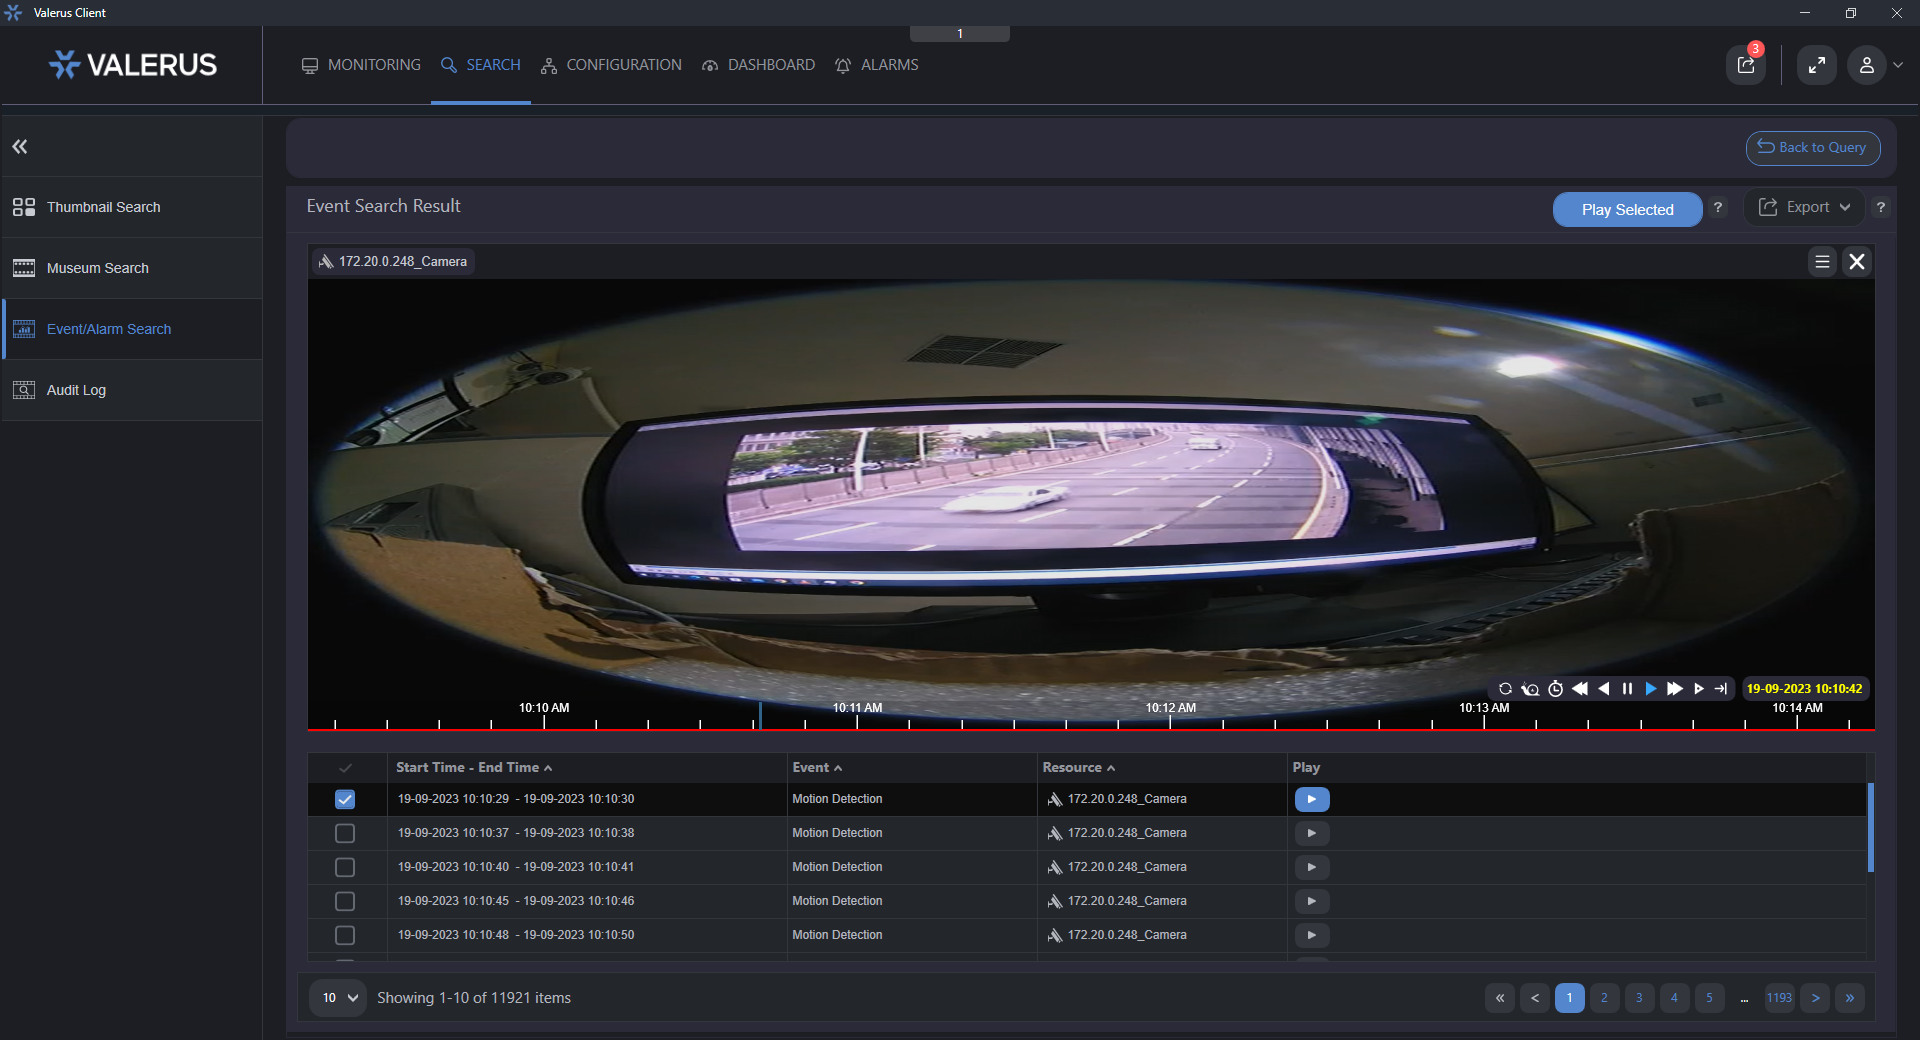 Valerus Client
1
VALERUS
MONITORING
SEARCH
CONFIGURATION
DASHBOARD
ALARMS
3
Back to Query
Thumbnail Search
Museum Search
Event/Alarm Search
Audit Log
Event Search Result
Play Selected
?
Export
?
172.20.0.248_Camera
19-09-2023 10:10:42
10:10 AM
10:11 AM
10:12 AM
10:13 AM
10:14 AM
Start Time - End Time
Event
Resource
Play
19-09-2023 10:10:29 - 19-09-2023 10:10:30
Motion Detection
172.20.0.248_Camera
19-09-2023 10:10:37 - 19-09-2023 10:10:38
Motion Detection
172.20.0.248_Camera
19-09-2023 10:10:40 - 19-09-2023 10:10:41
Motion Detection
172.20.0.248_Camera
19-09-2023 10:10:45 - 19-09-2023 10:10:46
Motion Detection
172.20.0.248_Camera
19-09-2023 10:10:48 - 19-09-2023 10:10:50
Motion Detection
172.20.0.248_Camera
10
Showing 1-10 of 11921 items
« < 1 2 3 4 5 ... 1193 > »